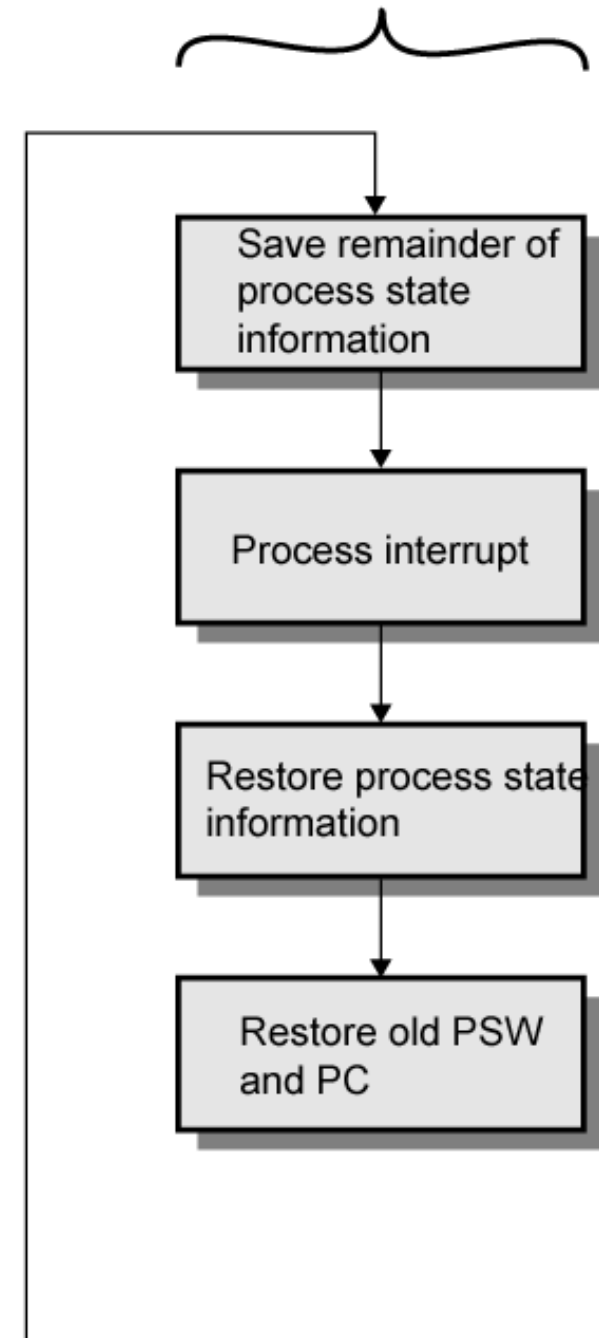 Save remainder of
process state
information
Process interrupt
Restore process state
information
Restore old PSW
and PC